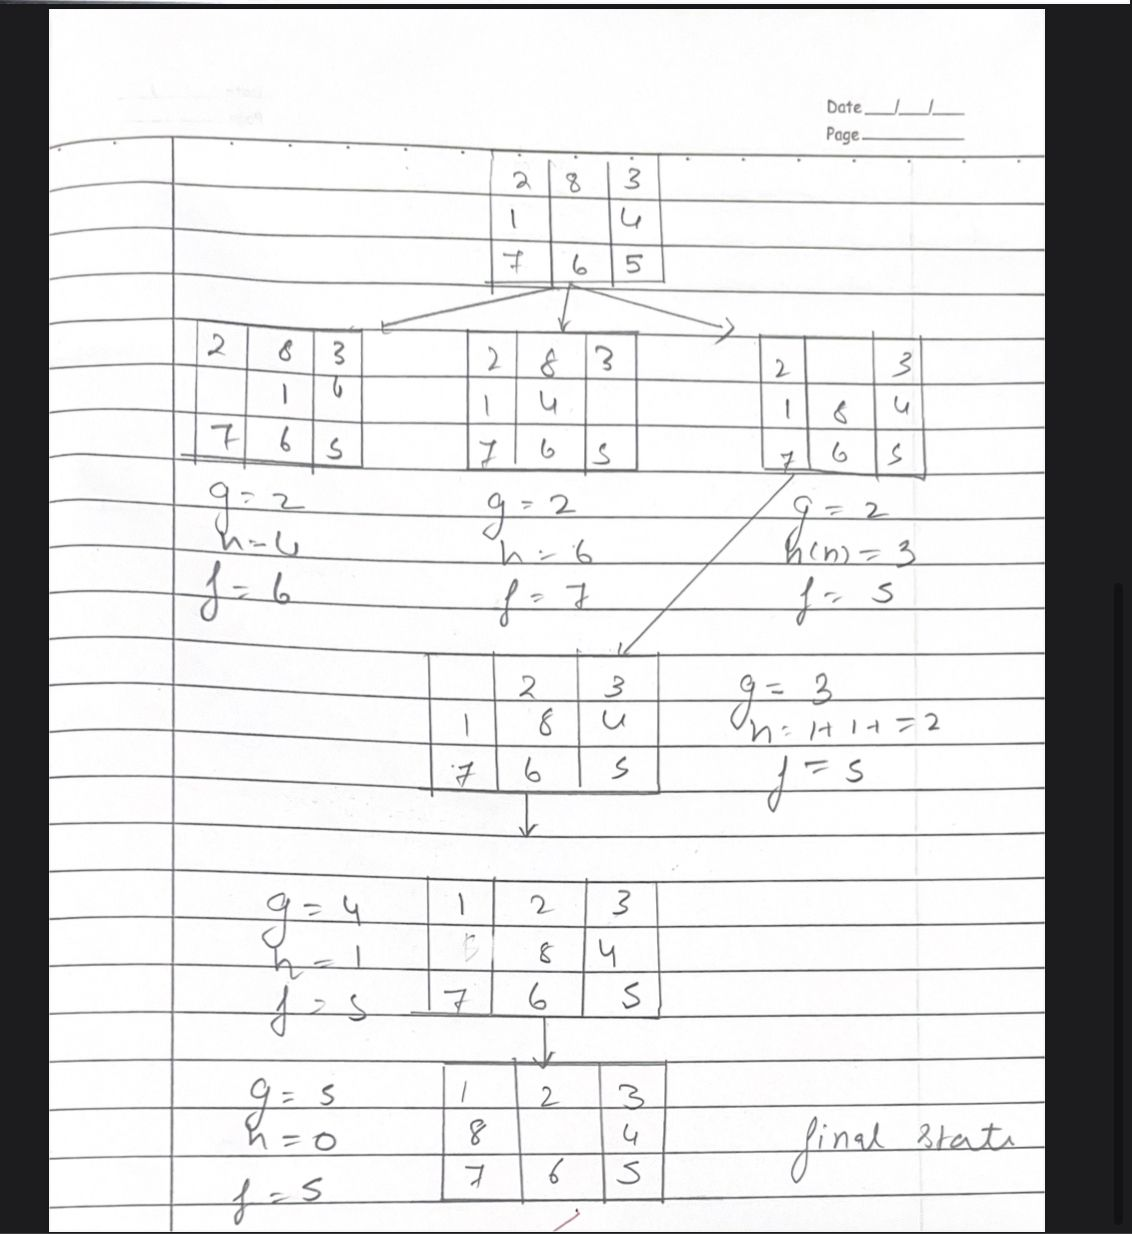 Date __/__/__
Page
2 8 3
1 4
7 6 5
2 8 3
1 4
7 6 5
g = 2
h = 4
f = 6
2 8 3
1 4
7 6 5
g = 2
h = 6
f = 7
2 3
1 8 4
7 6 5
g = 2
h(n) = 3
f = 5
2 3
1 8 4
7 6 5
g = 3
h = 1+1+ = 2
f = 5
g = 4
h = 1
f = 5
1 2 3
8 4
7 6 5
g = 5
h = 0
f = 5
1 2 3
8 4
7 6 5
final state